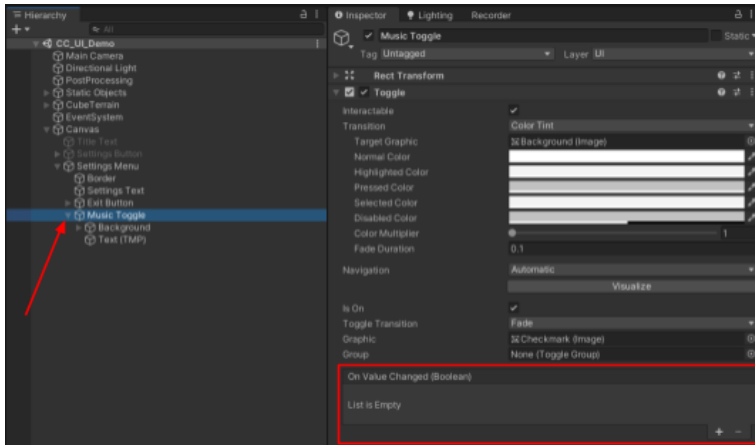 Hierarchy
All
CC_UI_Demo
Main Camera
Directional Light
PostProcessing
Static Objects
CubeTerrain
EventSystem
Canvas
Title Text
Settings Button
Settings Menu
Border
Settings Text
Exit Button
Music Toggle
Background
Text (TMP)
Inspector Lighting Recorder
Music Toggle Static
Tag Untagged Layer UI
Rect Transform
Toggle
Interactable
Transition Color Tint
Target Graphic Background (Image)
Normal Color
Highlighted Color
Pressed Color
Selected Color
Disabled Color
Color Multiplier 1
Fade Duration 0.1
Navigation Automatic
Visualize
Is On
Toggle Transition Fade
Graphic Checkmark (Image)
Group None (Toggle Group)
On Value Changed (Boolean)
List is Empty